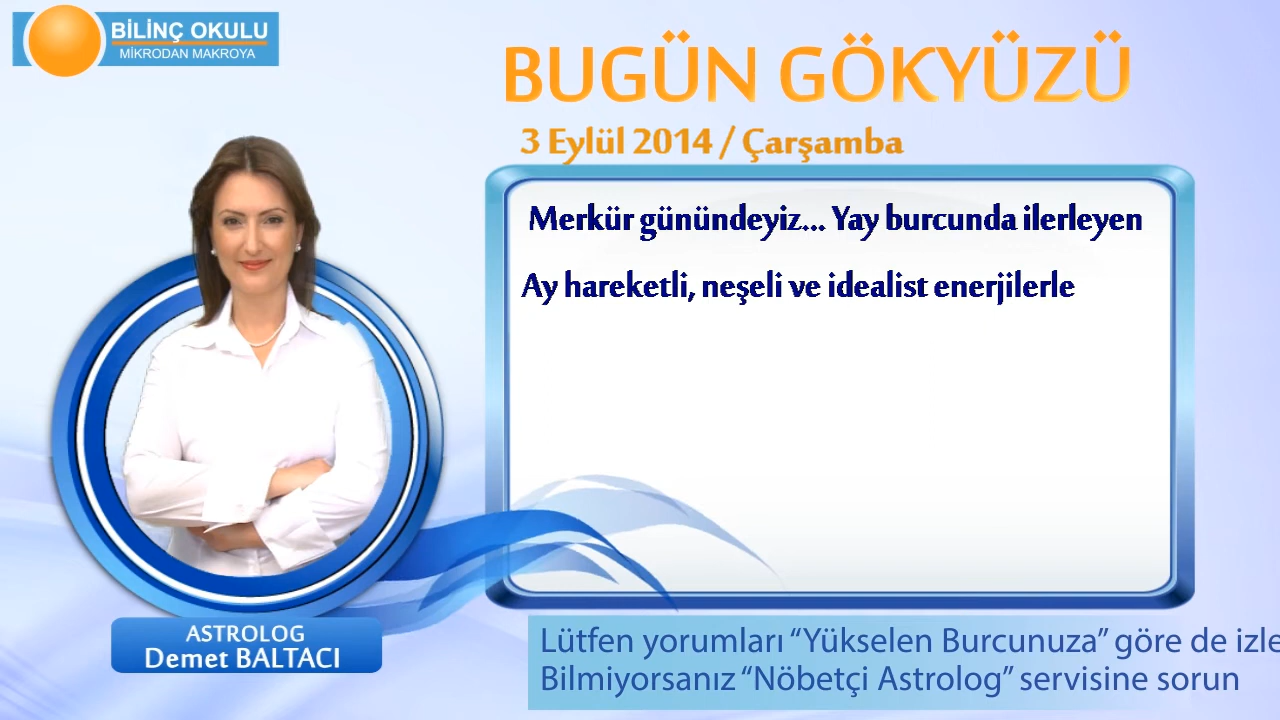 BİLİNÇ OKULU
MİKRODAN MAKROYA
BUGÜN GÖKYÜZÜ
3 Eylül 2014 / Çarşamba
Merkür günündeyiz... Yay burcunda ilerleyen
Ay hareketli, neşeli ve idealist enerjilerle
ASTROLOG
Demet BALTACI
Lütfen yorumları “Yükselen Burcunuza” göre de izle
Bilmiyorsanız “Nöbetçi Astrolog” servisine sorun